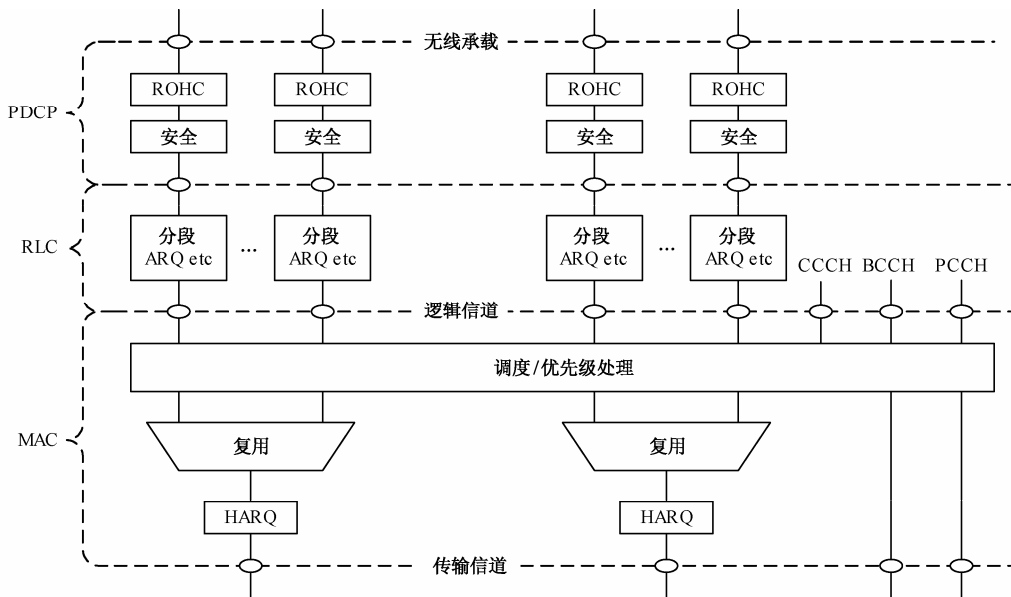 无线承载
ROHC ROHC ROHC ROHC
PDCP
安全 安全 安全 安全
分段 分段 分段 分段
RLC
ARQ etc ... ARQ etc ARQ etc ... ARQ etc
CCCH BCCH PCCH
逻辑信道
调度/优先级处理
MAC
复用 复用
HARQ HARQ
传输信道